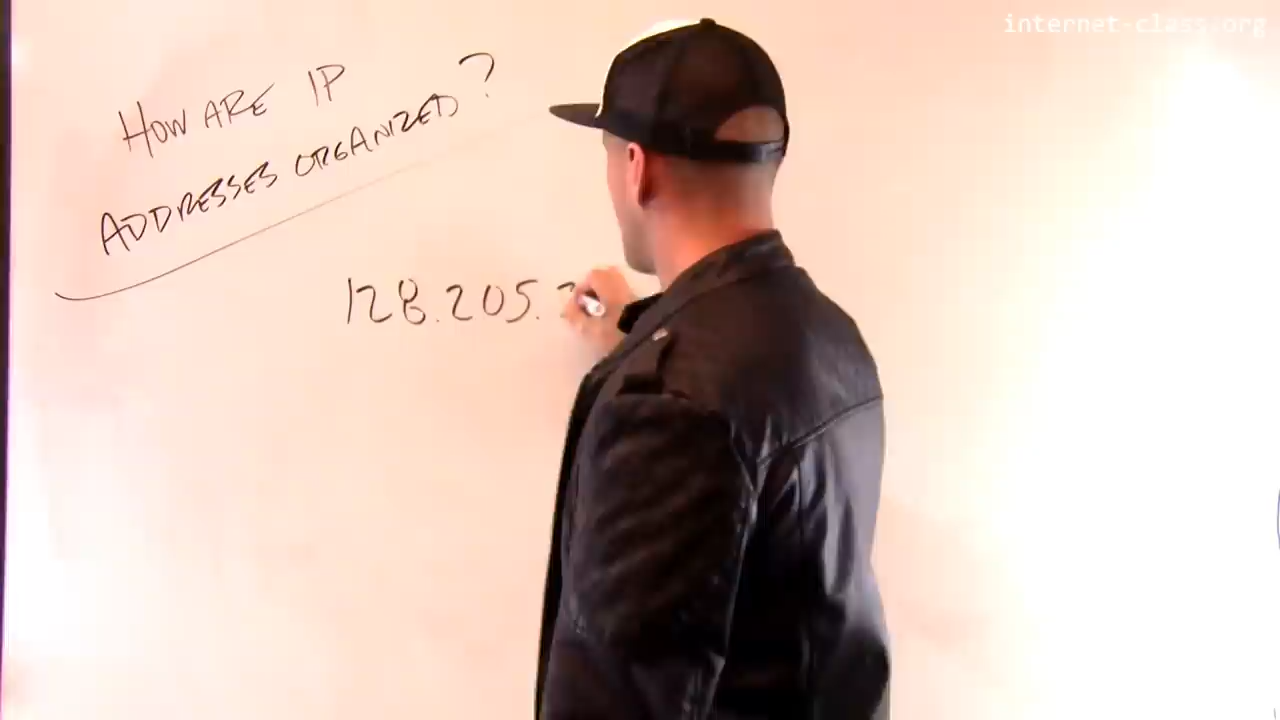 internet-class.org
HOW ARE IP
ADDRESSES ORGANIZED?
128.205.